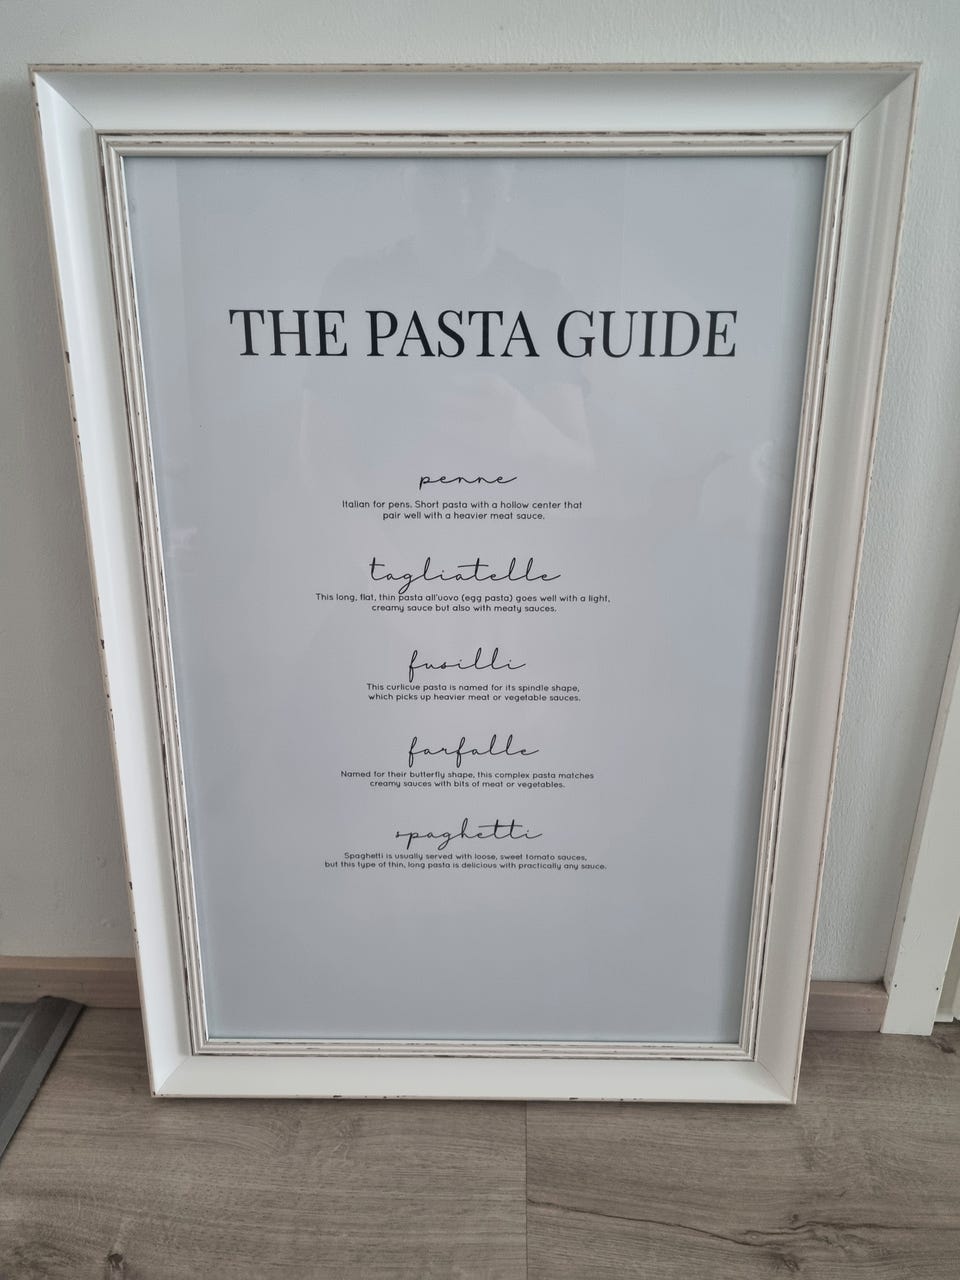 THE PASTA GUIDE
penne
Italian for pens. Short pasta with a hollow center that
pair well with a heavier meat sauce.
tagliatelle
This long, flat, thin pasta all'uovo (egg pasta) goes well with a light,
creamy sauce but also with meaty sauces.
fusilli
This curlicue pasta is named for its spindle shape,
which picks up heavier meat or vegetable sauces.
farfalle
Named for their butterfly shape, this complex pasta matches
creamy sauces with bits of meat or vegetables.
spaghetti
Spaghetti is usually served with loose, sweet tomato sauces,
but this type of thin, long pasta is delicious with practically any sauce.